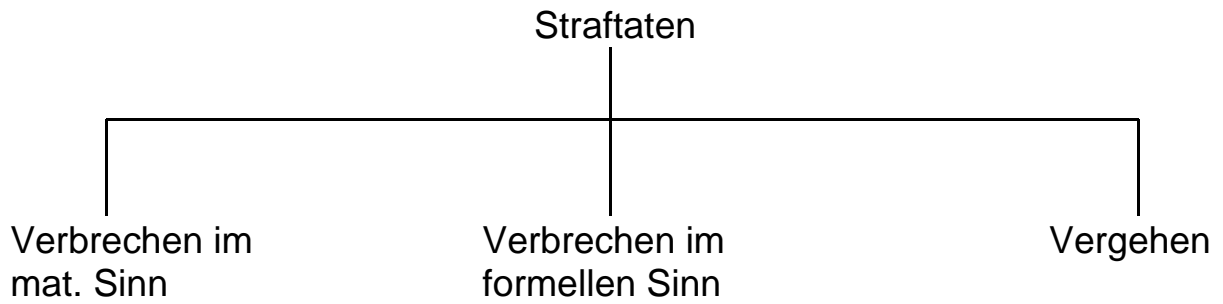 Straftaten
Verbrechen im
mat. Sinn
Verbrechen im
formellen Sinn
Vergehen